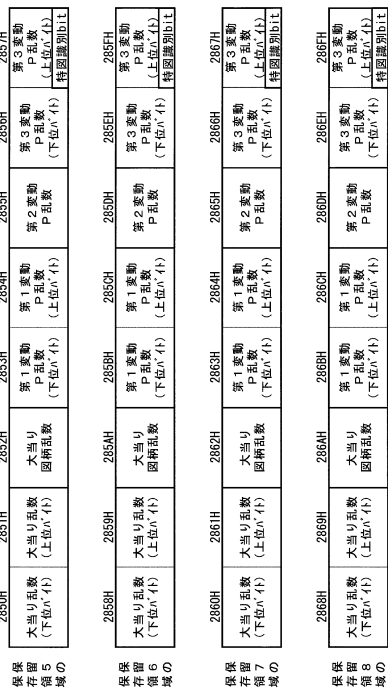 保留5の
保存領域
2850H
大当り乱数
(下位バイト)
2851H
大当り乱数
(上位バイト)
2852H
大当り
図柄乱数
2853H
第1変動
P乱数
(下位バイト)
2854H
第1変動
P乱数
(上位バイト)
2855H
第2変動
P乱数
2856H
第3変動
P乱数
(下位バイト)
2857H
第3変動
P乱数
(上位バイト)
特図識別bit
保留6の
保存領域
2858H
大当り乱数
(下位バイト)
2859H
大当り乱数
(上位バイト)
285AH
大当り
図柄乱数
285BH
第1変動
P乱数
(下位バイト)
285CH
第1変動
P乱数
(上位バイト)
285DH
第2変動
P乱数
285EH
第3変動
P乱数
(下位バイト)
285FH
第3変動
P乱数
(上位バイト)
特図識別bit
保留7の
保存領域
2860H
大当り乱数
(下位バイト)
2861H
大当り乱数
(上位バイト)
2862H
大当り
図柄乱数
2863H
第1変動
P乱数
(下位バイト)
2864H
第1変動
P乱数
(上位バイト)
2865H
第2変動
P乱数
2866H
第3変動
P乱数
(下位バイト)
2867H
第3変動
P乱数
(上位バイト)
特図識別bit
保留8の
保存領域
2868H
大当り乱数
(下位バイト)
2869H
大当り乱数
(上位バイト)
286AH
大当り
図柄乱数
286BH
第1変動
P乱数
(下位バイト)
286CH
第1変動
P乱数
(上位バイト)
286DH
第2変動
P乱数
286EH
第3変動
P乱数
(下位バイト)
286FH
第3変動
P乱数
(上位バイト)
特図識別bit